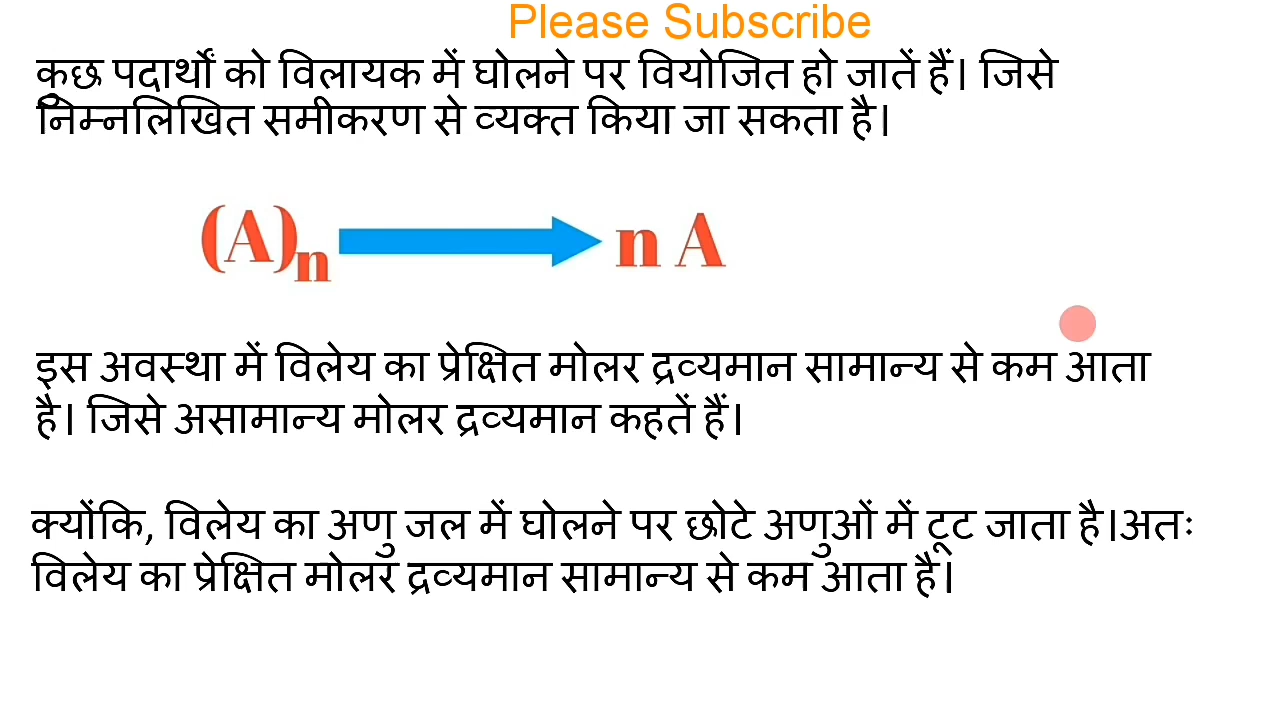 Please Subscribe
कुछ पदार्थों को विलायक में घोलने पर वियोजित हो जातें हैं। जिसे
निम्नलिखित समीकरण से व्यक्त किया जा सकता है।
(A)n n A
इस अवस्था में विलेय का प्रेक्षित मोलर द्रव्यमान सामान्य से कम आता
है। जिसे असामान्य मोलर द्रव्यमान कहतें हैं।
क्योंकि, विलेय का अणु जल में घोलने पर छोटे अणुओं में टूट जाता है।अतः
विलेय का प्रेक्षित मोलर द्रव्यमान सामान्य से कम आता है।